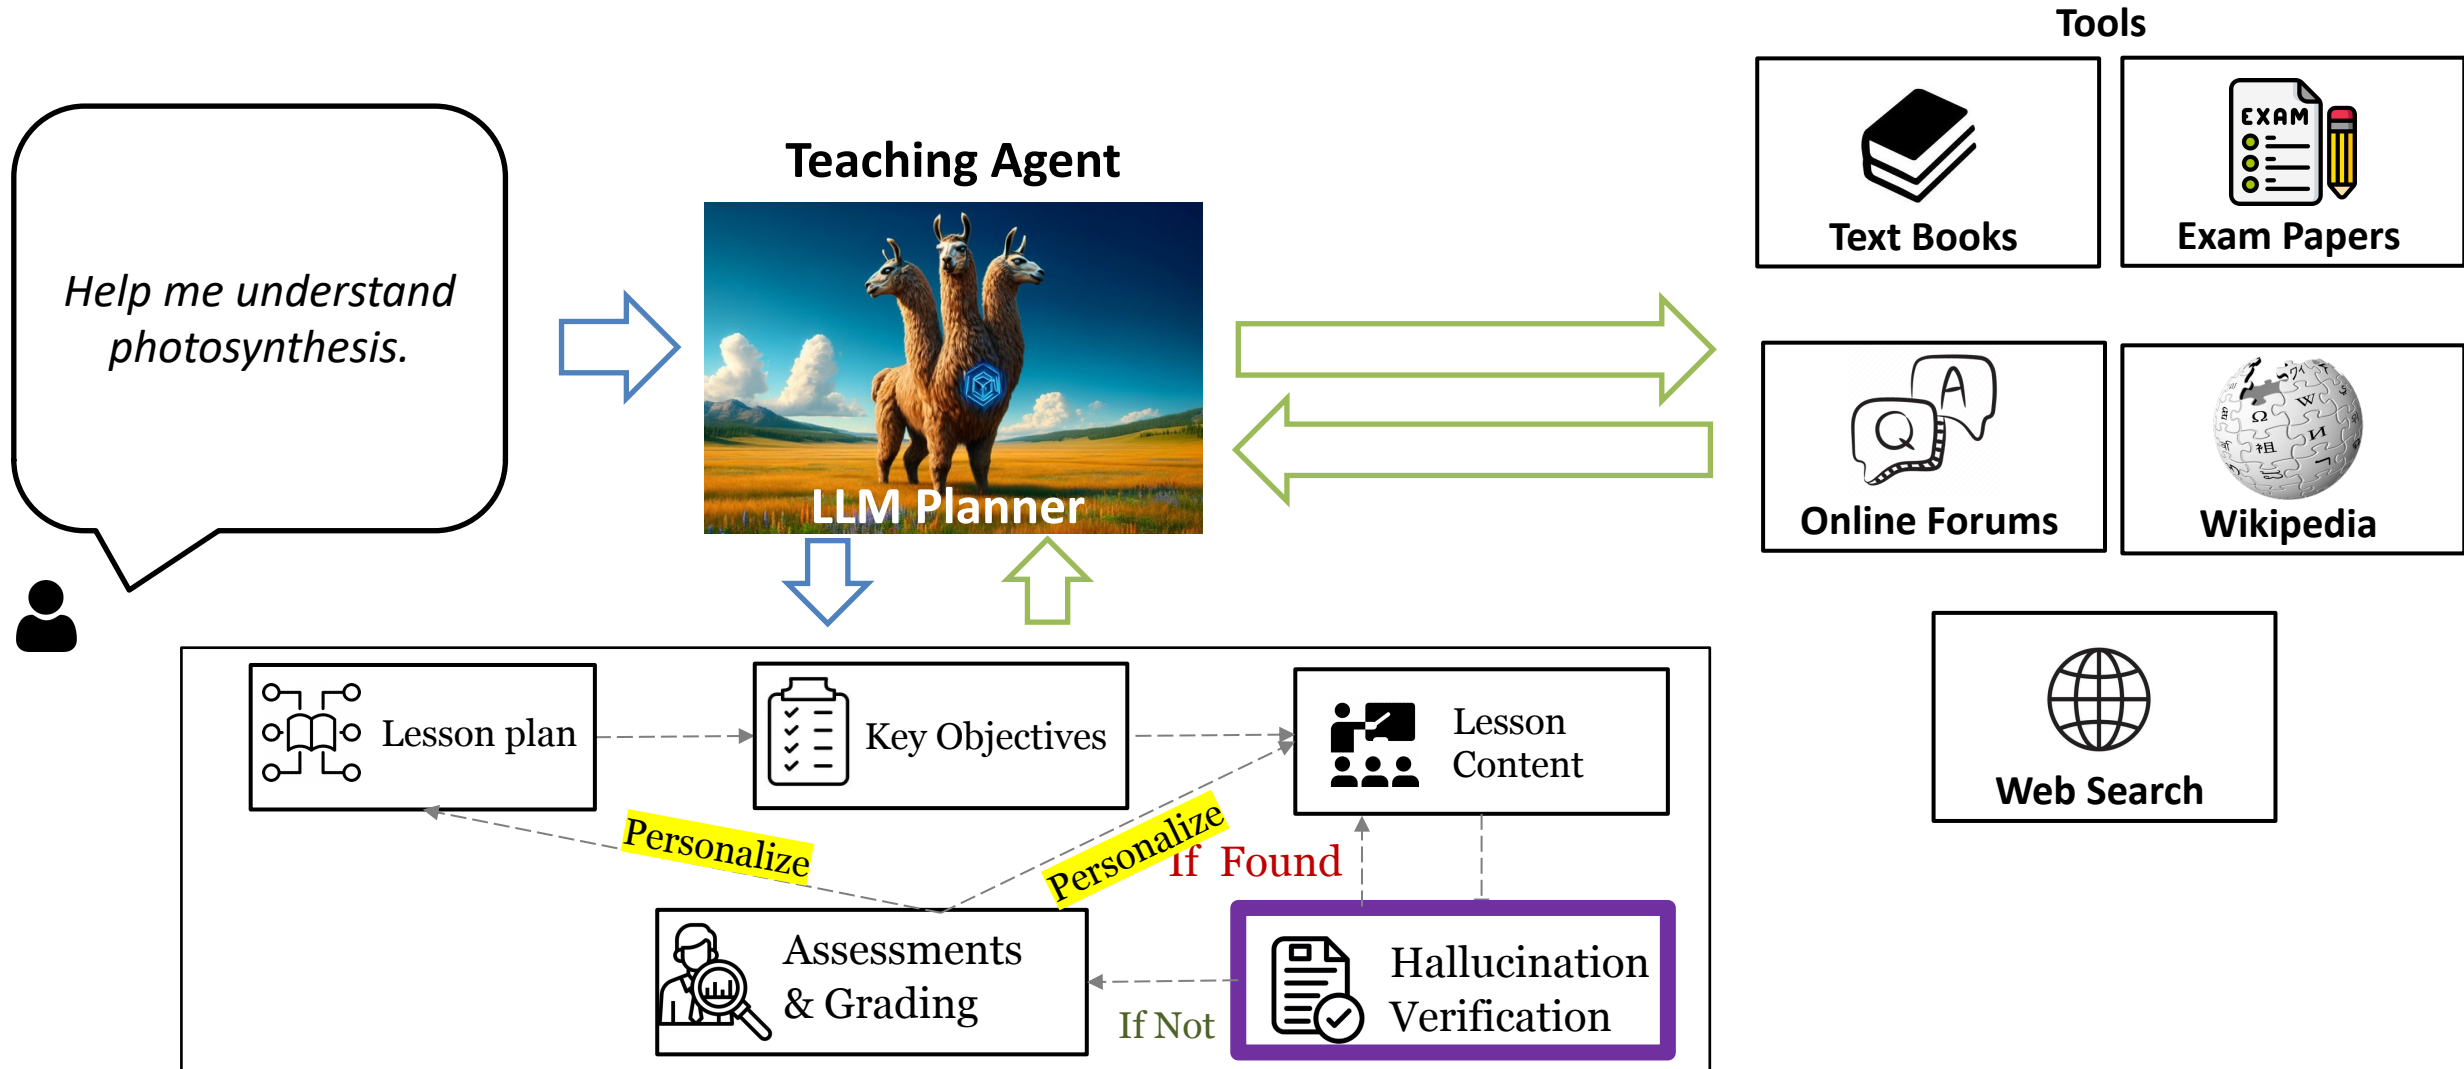 Tools
Help me understand
photosynthesis.
Teaching Agent
LLM Planner
EXAM
Text Books
Exam Papers
Q
A
Online Forums
Ω
W
И
祖
Wikipedia
Web Search
Lesson plan
Key Objectives
Lesson
Content
Personalize
Personalize
If Found
Assessments
& Grading
If Not
Hallucination
Verification